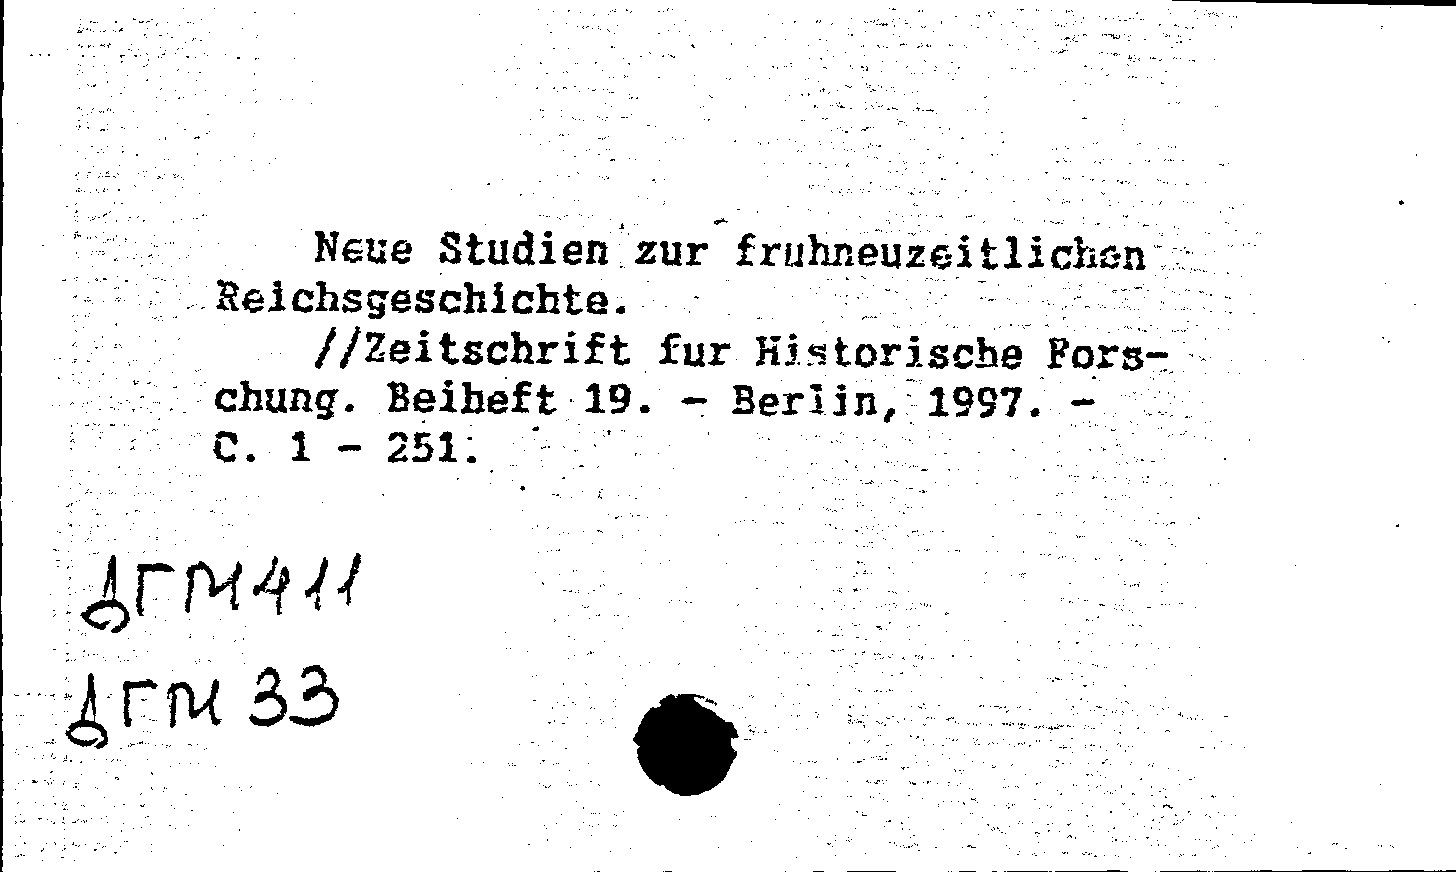 Neue Studien zur fruhneuzeitlichen
Reichsgeschichte.
//Zeitschrift fur Historische Fors-
chung. Beiheft 19. - Berlin, 1997. -
C. 1 - 251.
ДГМ411
ДГМ 33